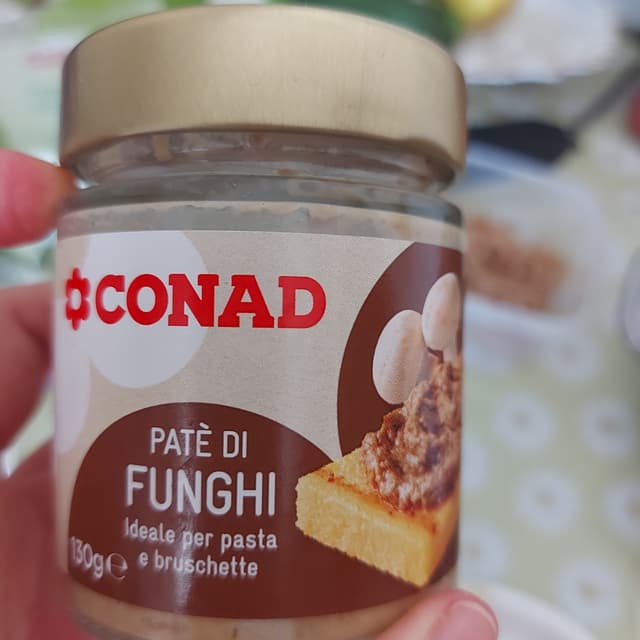 CONAD
PATÈ DI
FUNGHI
Ideale per pasta
e bruschette
130g℮